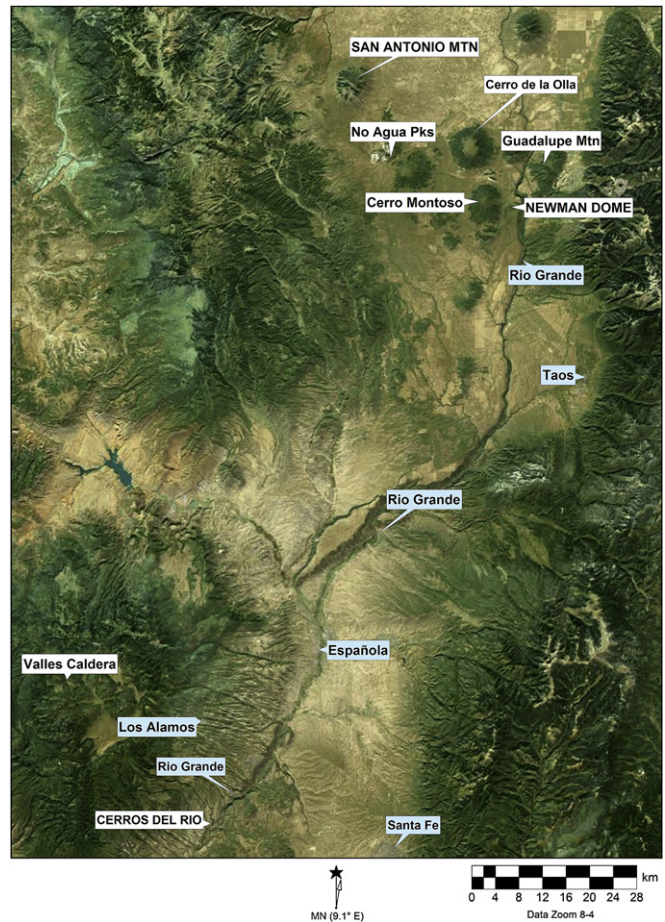 SAN ANTONIO MTN
Cerro de la Olla
No Agua Pks
Guadalupe Mtn
Cerro Montoso
NEWMAN DOME
Rio Grande
Taos
Rio Grande
Española
Valles Caldera
Los Alamos
Rio Grande
CERROS DEL RIO
Santa Fe
km
0 4 8 12 16 20 24 28
Data Zoom 8-4
MN (9.1° E)